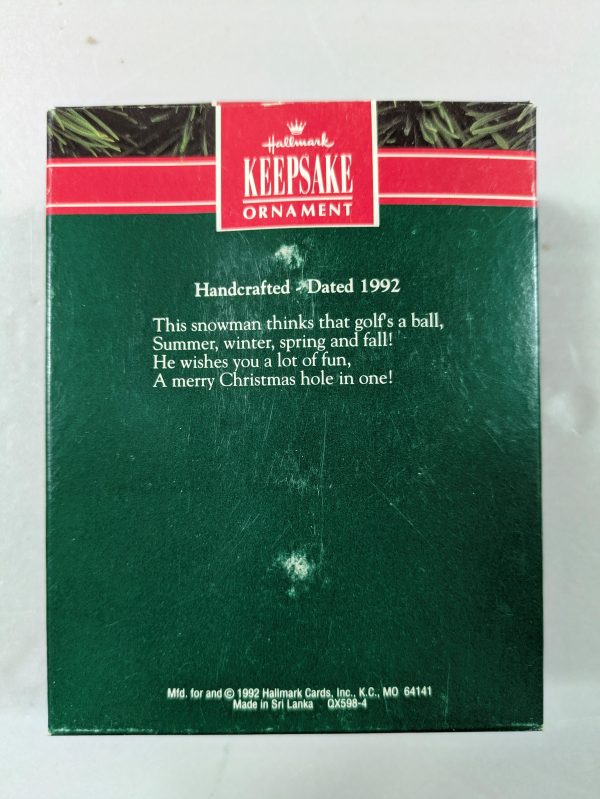 Hallmark
KEEPSAKE
ORNAMENT
Handcrafted - Dated 1992
This snowman thinks that golf's a ball,
Summer, winter, spring and fall!
He wishes you a lot of fun,
A merry Christmas hole in one!
Mfd. for and © 1992 Hallmark Cards, Inc., K.C., MO 64141
Made in Sri Lanka QX598-4